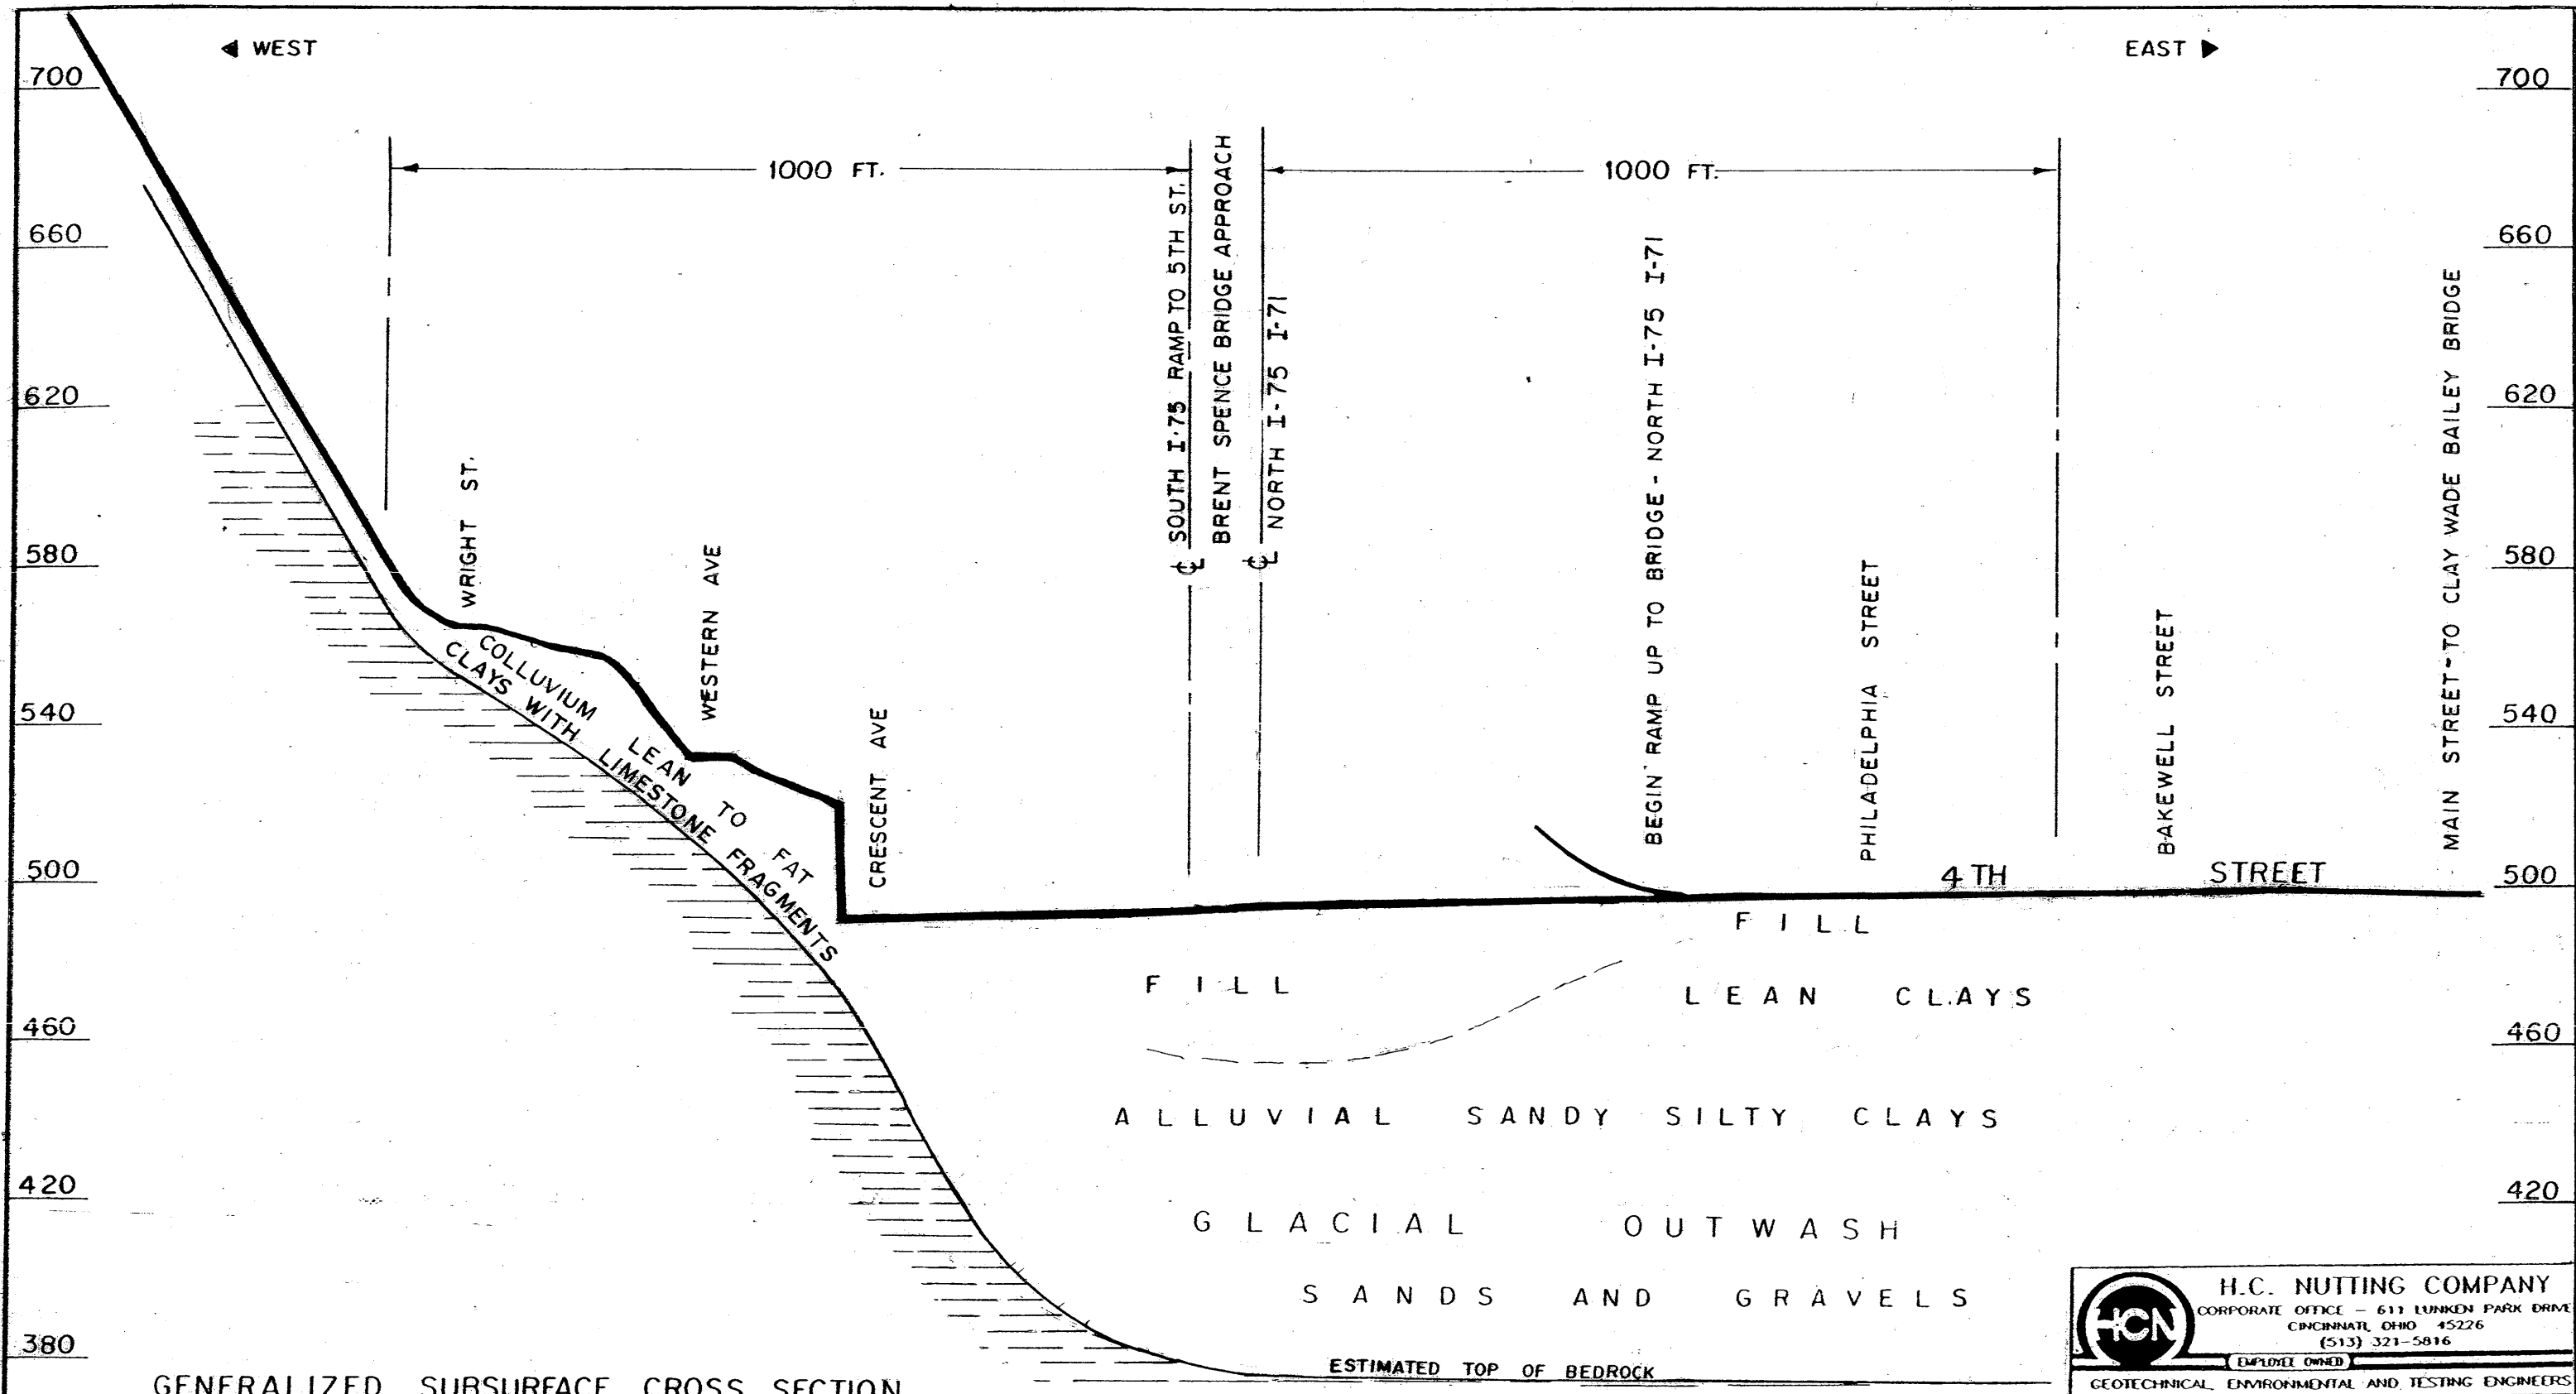 ◄ WEST
EAST ►
700
660
620
580
540
500
460
420
380
700
660
620
580
540
500
460
420
1000 FT.
1000 FT.
WRIGHT ST.
WESTERN AVE
CRESCENT AVE
℄ SOUTH I-75 RAMP TO 5TH ST.
BRENT SPENCE BRIDGE APPROACH
℄ NORTH I-75 I-71
BEGIN RAMP UP TO BRIDGE - NORTH I-75 I-71
PHILADELPHIA STREET
BAKEWELL STREET
MAIN STREET-TO CLAY WADE BAILEY BRIDGE
COLLUVIUM LEAN TO FAT
CLAYS WITH LIMESTONE FRAGMENTS
4TH STREET
FILL
FILL
LEAN CLAYS
ALLUVIAL SANDY SILTY CLAYS
GLACIAL OUTWASH
SANDS AND GRAVELS
ESTIMATED TOP OF BEDROCK
GENERALIZED SUBSURFACE CROSS SECTION
HCN
H.C. NUTTING COMPANY
CORPORATE OFFICE - 611 LUNKEN PARK DRIVE
CINCINNATI, OHIO 45226
(513) 321-5816
EMPLOYEE OWNED
GEOTECHNICAL, ENVIRONMENTAL AND TESTING ENGINEERS